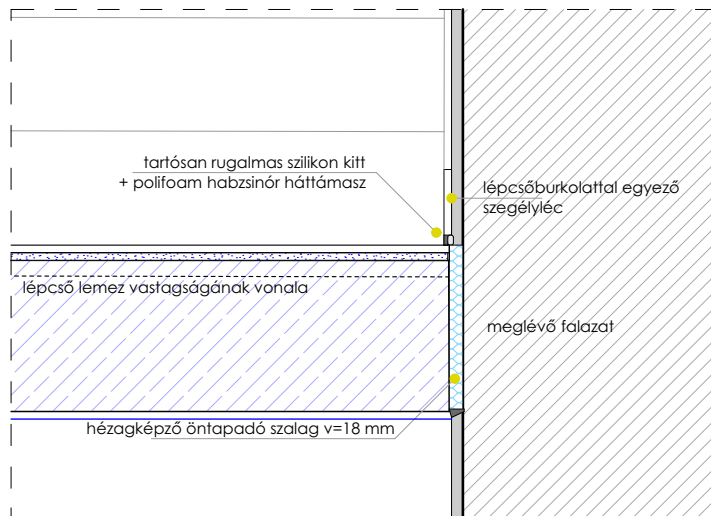 tartósan rugalmas szilikon kitt
+ polifoam habzsinór háttámasz
lépcsőburkolattal egyező
szegélyléc
lépcső lemez vastagságának vonala
meglévő falazat
hézagképző öntapadó szalag v=18 mm